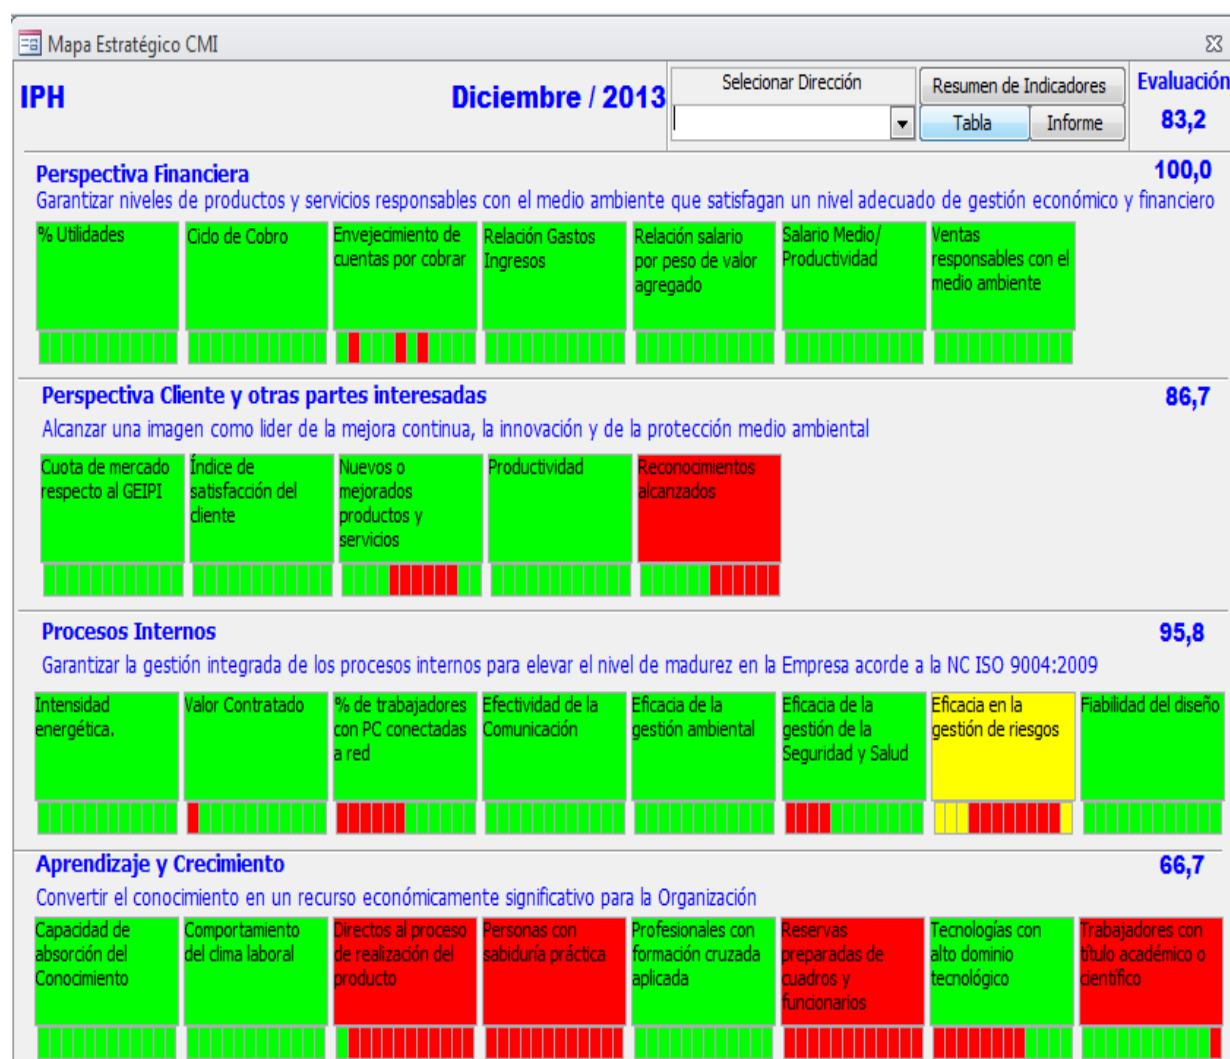 Mapa Estratégico CMI
IPH
Diciembre / 2013
Selecionar Dirección
Resumen de Indicadores
Tabla
Informe
Evaluación
83,2
Perspectiva Financiera
100,0
Garantizar niveles de productos y servicios responsables con el medio ambiente que satisfagan un nivel adecuado de gestión económico y financiero
% Utilidades
Ciclo de Cobro
Envejecimiento de
cuentas por cobrar
Relación Gastos
Ingresos
Relación salario
por peso de valor
agregado
Salario Medio/
Productividad
Ventas
responsables con el
medio ambiente
Perspectiva Cliente y otras partes interesadas
86,7
Alcanzar una imagen como lider de la mejora continua, la innovación y de la protección medio ambiental
Cuota de mercado
respecto al GEIPI
Índice de
satisfacción del
cliente
Nuevos o
mejorados
productos y
servicios
Productividad
Reconocimientos
alcanzados
Procesos Internos
95,8
Garantizar la gestión integrada de los procesos internos para elevar el nivel de madurez en la Empresa acorde a la NC ISO 9004:2009
Intensidad
energética.
Valor Contratado
% de trabajadores
con PC conectadas
a red
Efectividad de la
Comunicación
Eficacia de la
gestión ambiental
Eficacia de la
gestión de la
Seguridad y Salud
Eficacia en la
gestión de riesgos
Fiabilidad del diseño
Aprendizaje y Crecimiento
66,7
Convertir el conocimiento en un recurso económicamente significativo para la Organización
Capacidad de
absorción del
Conocimiento
Comportamiento
del clima laboral
Directos al proceso
de realización del
producto
Personas con
sabiduría práctica
Profesionales con
formación cruzada
aplicada
Reservas
preparadas de
cuadros y
funcionarios
Tecnologías con
alto dominio
tecnológico
Trabajadores con
título académico o
científico